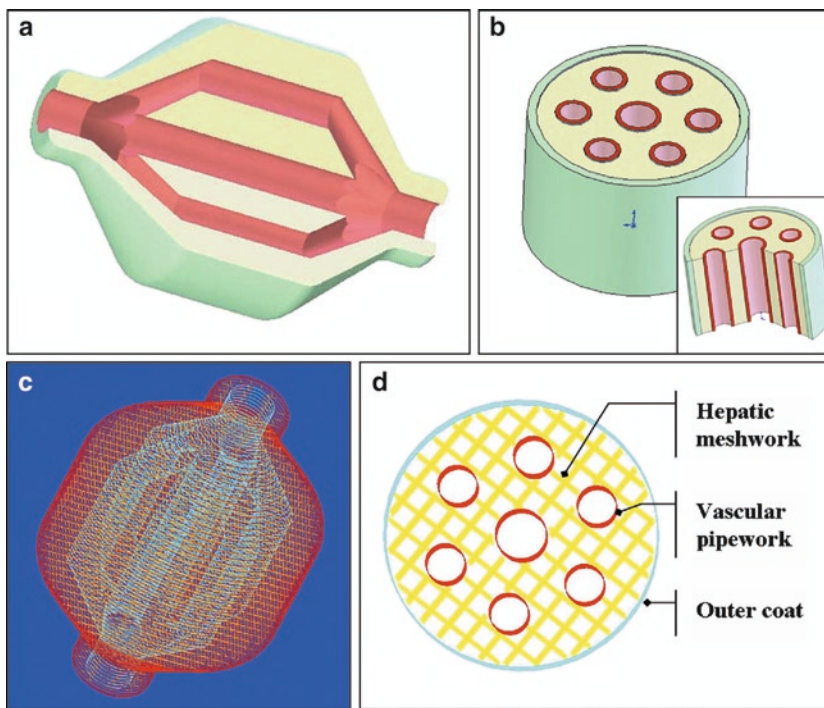 a
b
c
d
Hepatic
meshwork
Vascular
pipework
Outer coat